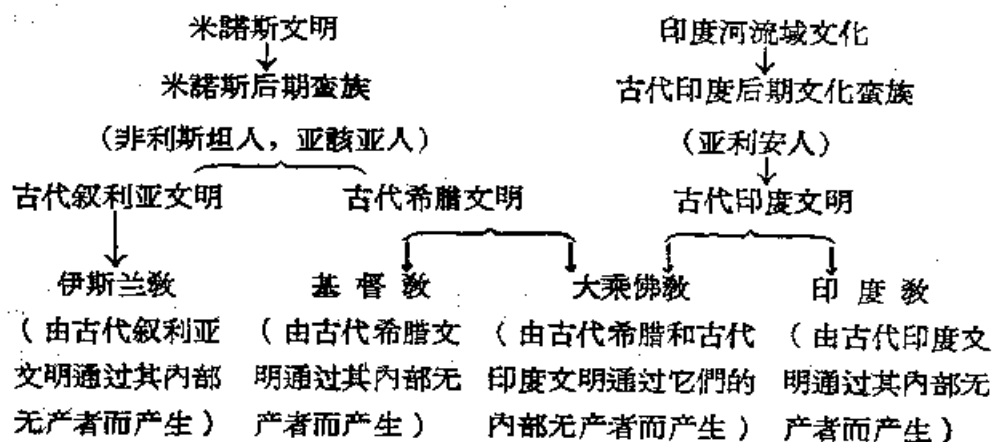 米諾斯文明 印度河流域文化
米諾斯后期蛮族 古代印度后期文化蛮族
（非利斯坦人，亚該亚人） （亚利安人）
古代叙利亚文明 古代希腊文明 古代印度文明
伊斯兰教 基督教 大乘佛教 印度教
（由古代叙利亚 （由古代希腊文 （由古代希腊和古代 （由古代印度文
文明通过其內部 明通过其內部无 印度文明通过它們的 明通过其內部无
无产者而产生） 产者而产生） 內部无产者而产生） 产者而产生）